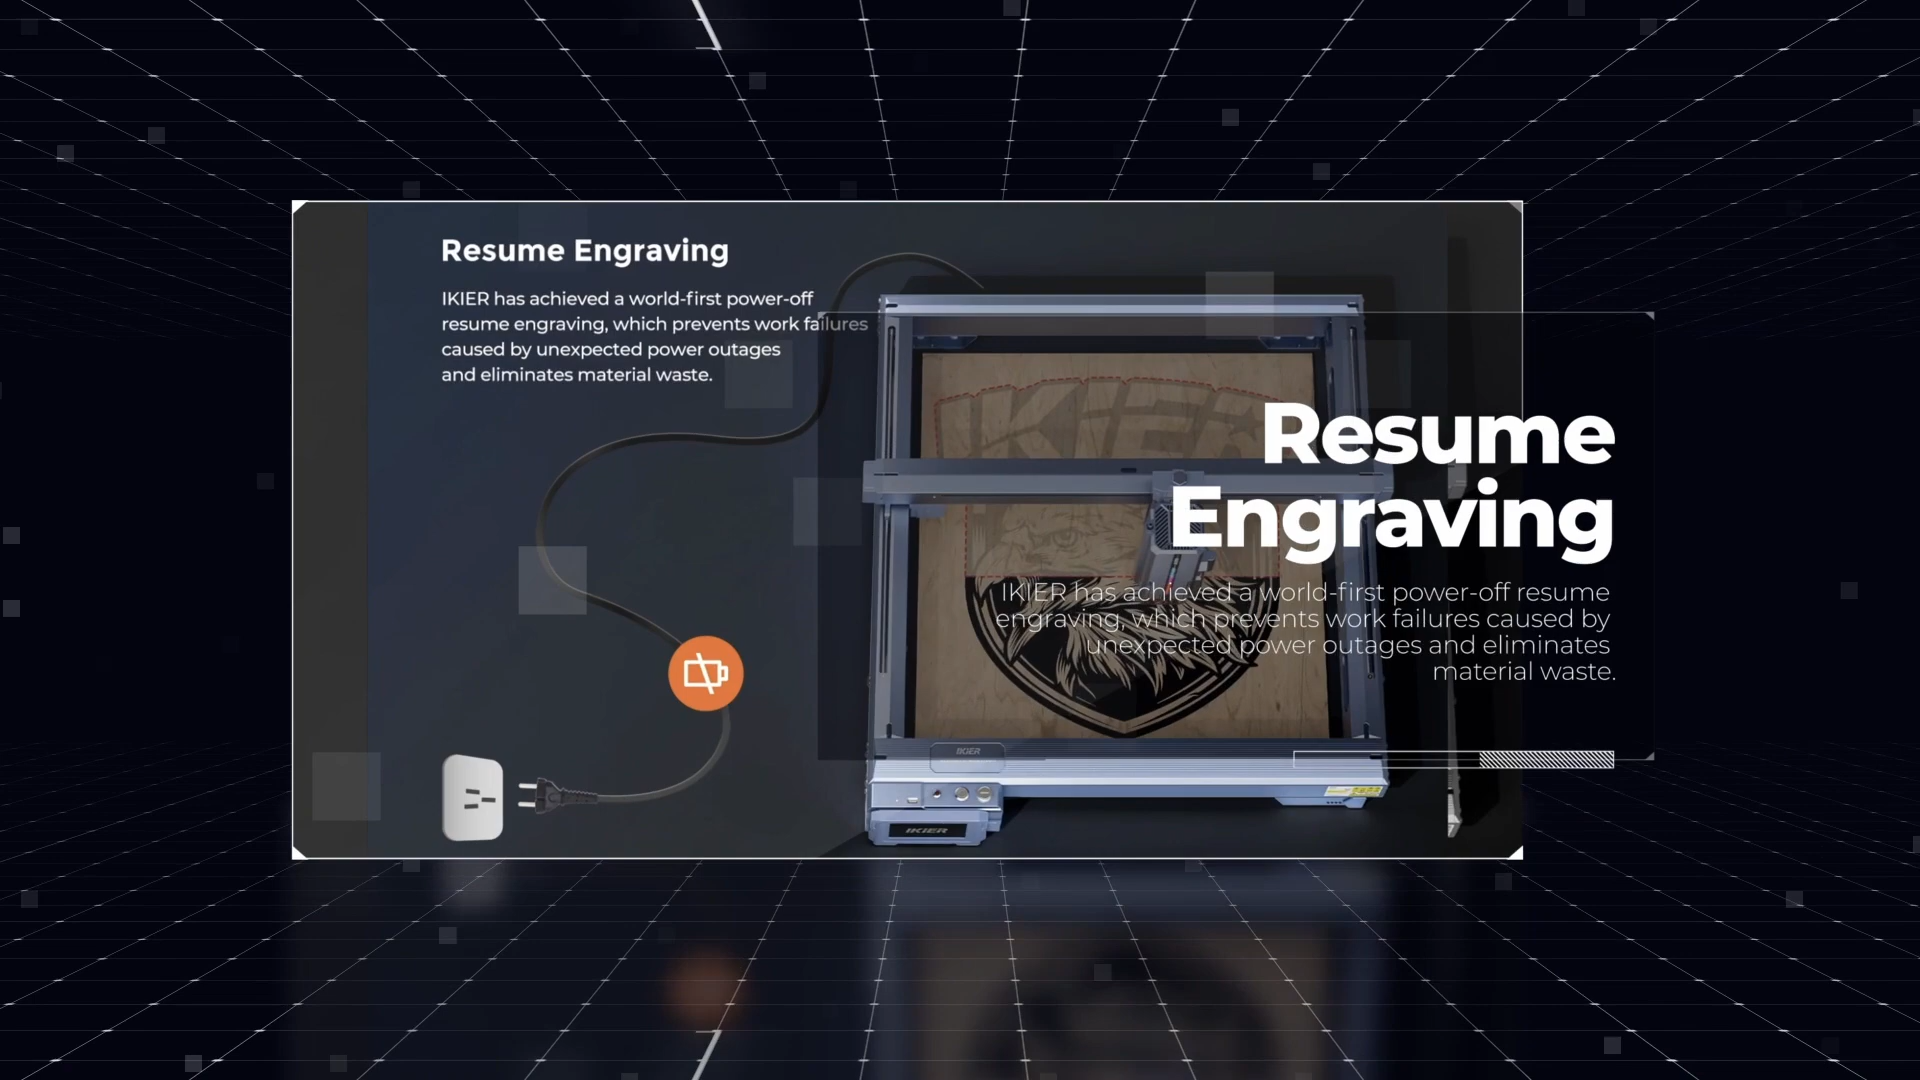 Resume Engraving
IKIER has achieved a world-first power-off
resume engraving, which prevents work failures
caused by unexpected power outages
and eliminates material waste.
IKIER
Resume
Engraving
IKIER has achieved a world-first power-off resume
engraving, which prevents work failures caused by
unexpected power outages and eliminates
material waste.
IKIER
IKIER